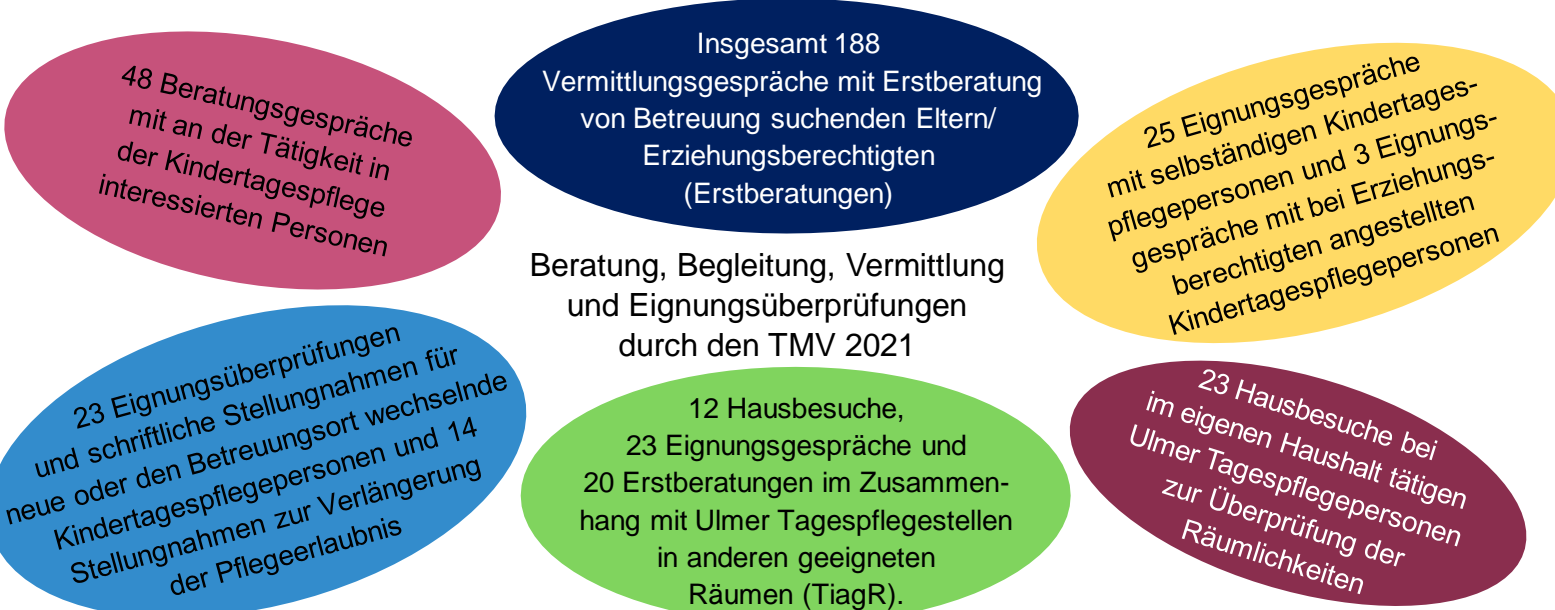 48 Beratungsgespräche
mit an der Tätigkeit in
der Kindertagespflege
interessierten Personen
Insgesamt 188
Vermittlungsgespräche mit Erstberatung
von Betreuung suchenden Eltern/
Erziehungsberechtigten
(Erstberatungen)
25 Eignungsgespräche
mit selbständigen Kindertages-
pflegepersonen und 3 Eignungs-
gespräche mit bei Erziehungs-
berechtigten angestellten
Kindertagespflegepersonen
Beratung, Begleitung, Vermittlung
und Eignungsüberprüfungen
durch den TMV 2021
23 Eignungsüberprüfungen
und schriftliche Stellungnahmen für
neue oder den Betreuungsort wechselnde
Kindertagespflegepersonen und 14
Stellungnahmen zur Verlängerung
der Pflegeerlaubnis
12 Hausbesuche,
23 Eignungsgespräche und
20 Erstberatungen im Zusammen-
hang mit Ulmer Tagespflegestellen
in anderen geeigneten
Räumen (TiagR).
23 Hausbesuche bei
im eigenen Haushalt tätigen
Ulmer Tagespflegepersonen
zur Überprüfung der
Räumlichkeiten